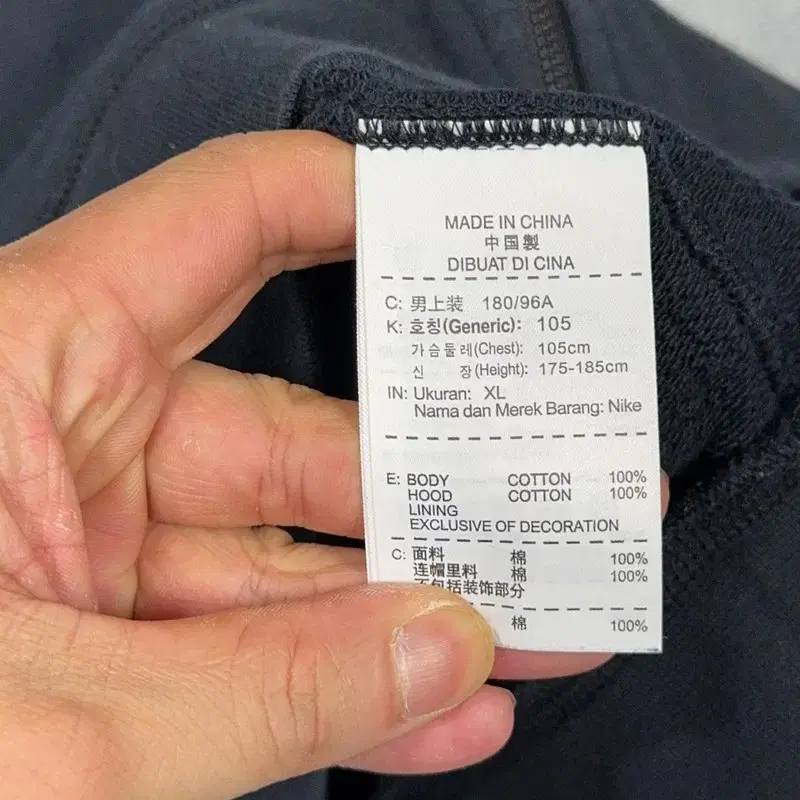 MADE IN CHINA
中国製
DIBUAT DI CINA
C: 男上装 180/96A
K: 호칭(Generic): 105
가슴둘레(Chest): 105cm
신 장(Height): 175-185cm
IN: Ukuran: XL
Nama dan Merek Barang: Nike
E: BODY COTTON 100%
HOOD COTTON 100%
LINING
EXCLUSIVE OF DECORATION
C: 面料 棉 100%
连帽里料 棉 100%
不包括装饰部分
棉 100%